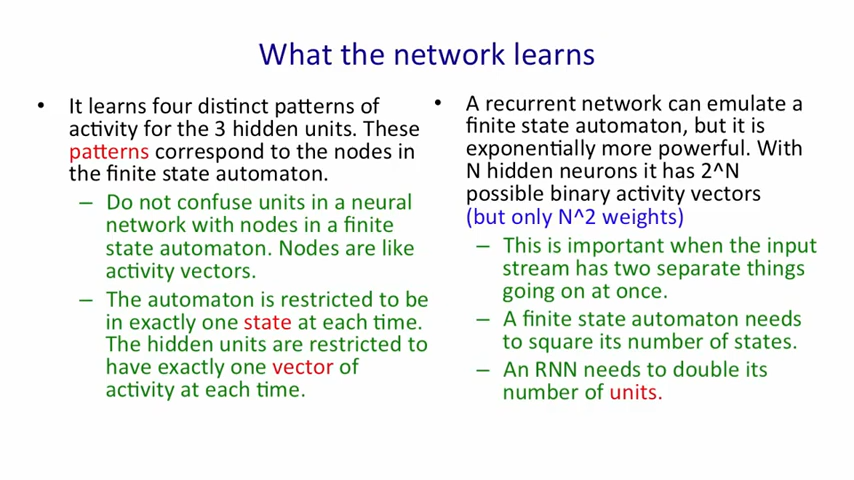 What the network learns
• It learns four distinct patterns of
activity for the 3 hidden units. These
patterns correspond to the nodes in
the finite state automaton.
– Do not confuse units in a neural
network with nodes in a finite
state automaton. Nodes are like
activity vectors.
– The automaton is restricted to be
in exactly one state at each time.
The hidden units are restricted to
have exactly one vector of
activity at each time.
• A recurrent network can emulate a
finite state automaton, but it is
exponentially more powerful. With
N hidden neurons it has 2^N
possible binary activity vectors
(but only N^2 weights)
– This is important when the input
stream has two separate things
going on at once.
– A finite state automaton needs
to square its number of states.
– An RNN needs to double its
number of units.